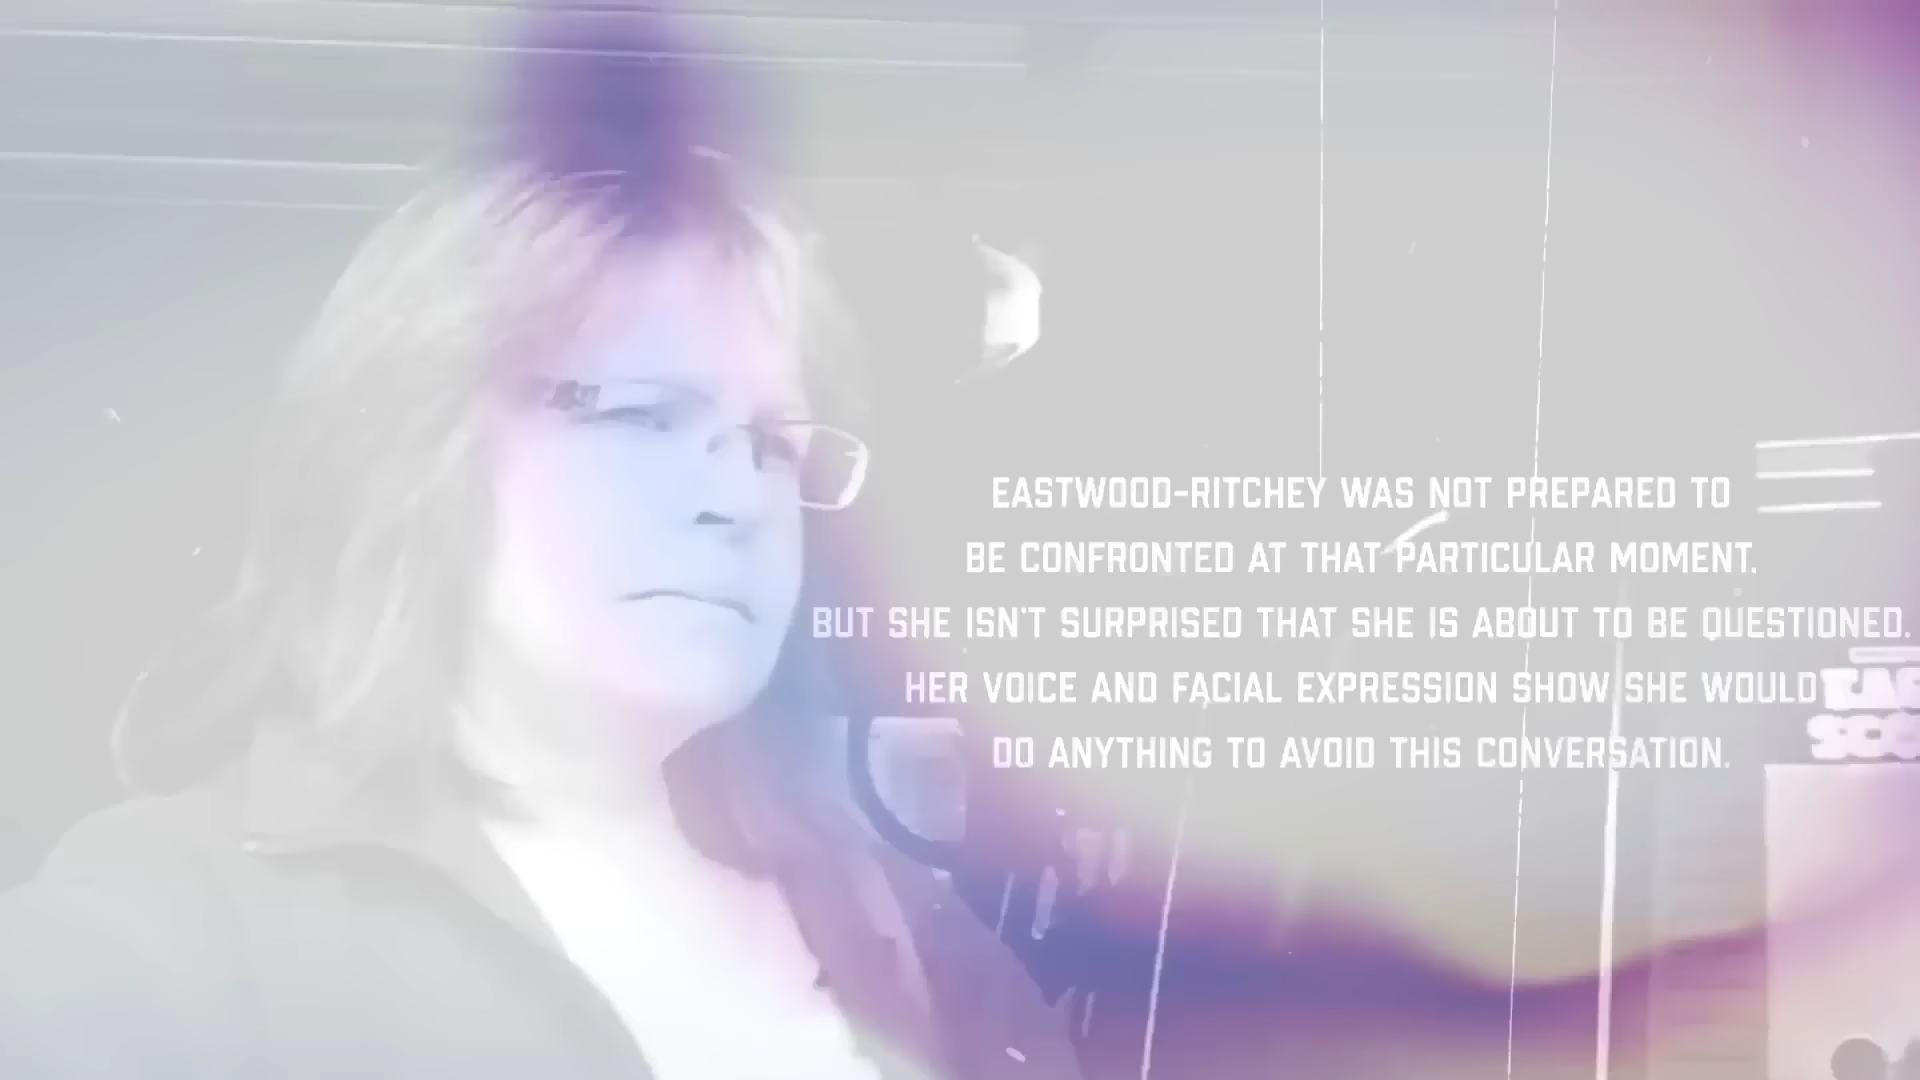 EASTWOOD-RITCHEY WAS NOT PREPARED TO
BE CONFRONTED AT THAT PARTICULAR MOMENT.
BUT SHE ISN'T SURPRISED THAT SHE IS ABOUT TO BE QUESTIONED.
HER VOICE AND FACIAL EXPRESSION SHOW SHE WOULD
DO ANYTHING TO AVOID THIS CONVERSATION.